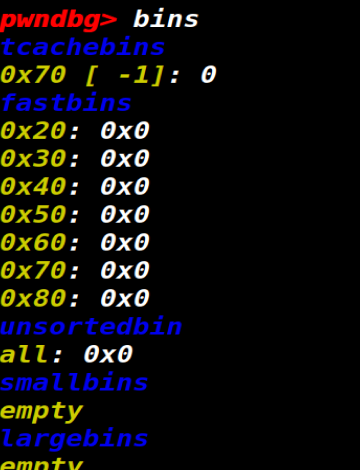 pwndbg> bins
tcachebins
0x70 [ -1]: 0
fastbins
0x20: 0x0
0x30: 0x0
0x40: 0x0
0x50: 0x0
0x60: 0x0
0x70: 0x0
0x80: 0x0
unsortedbin
all: 0x0
smallbins
empty
largebins
empty